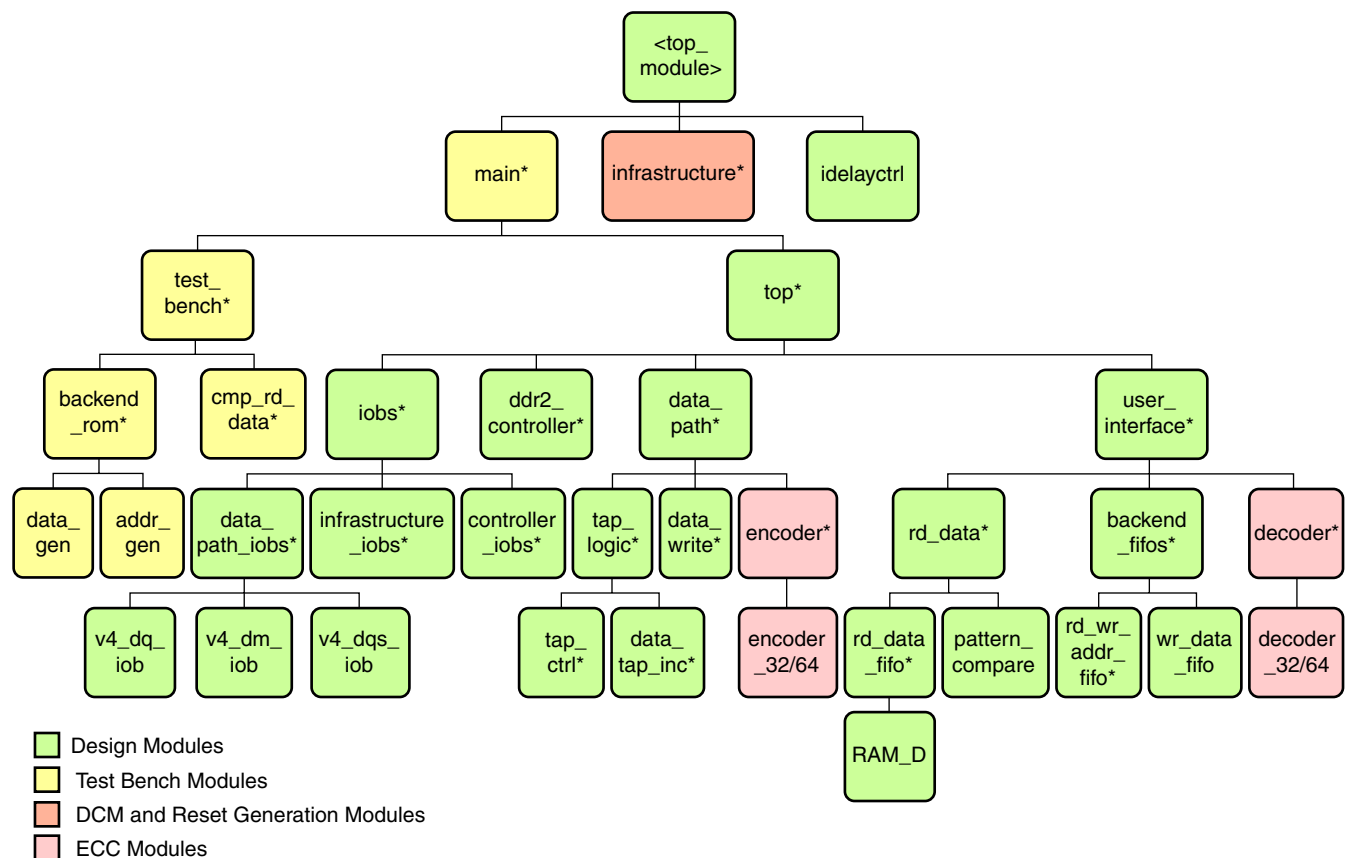 <top_
module>
main*
infrastructure*
idelayctrl
test_
bench*
top*
backend
_rom*
cmp_rd_
data*
iobs*
ddr2_
controller*
data_
path*
user_
interface*
data_
gen
addr_
gen
data_
path_iobs*
infrastructure
_iobs*
controller
_iobs*
tap_
logic*
data_
write*
encoder*
rd_data*
backend
_fifos*
decoder*
v4_dq_
iob
v4_dm_
iob
v4_dqs_
iob
tap_
ctrl*
data_
tap_inc*
encoder
_32/64
rd_data
_fifo*
pattern_
compare
rd_wr_
addr_
fifo*
wr_data
_fifo
decoder
_32/64
RAM_D
Design Modules
Test Bench Modules
DCM and Reset Generation Modules
ECC Modules